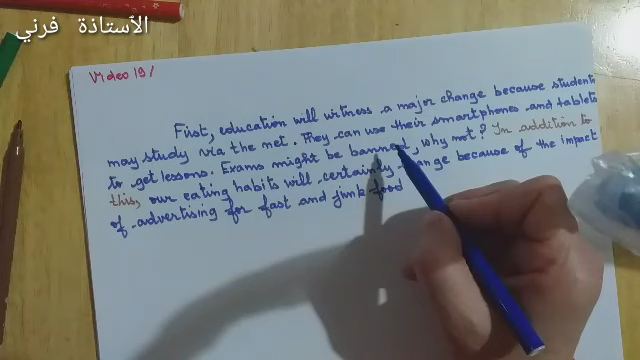 الأستاذة فرني
Video 19/
First, education will witness a major change because students
may study via the net. They can use their smartphones and tablets
to get lessons. Exams might be banned, why not? In addition to
this, our eating habits will certainly change because of the impact
of advertising for fast and junk food